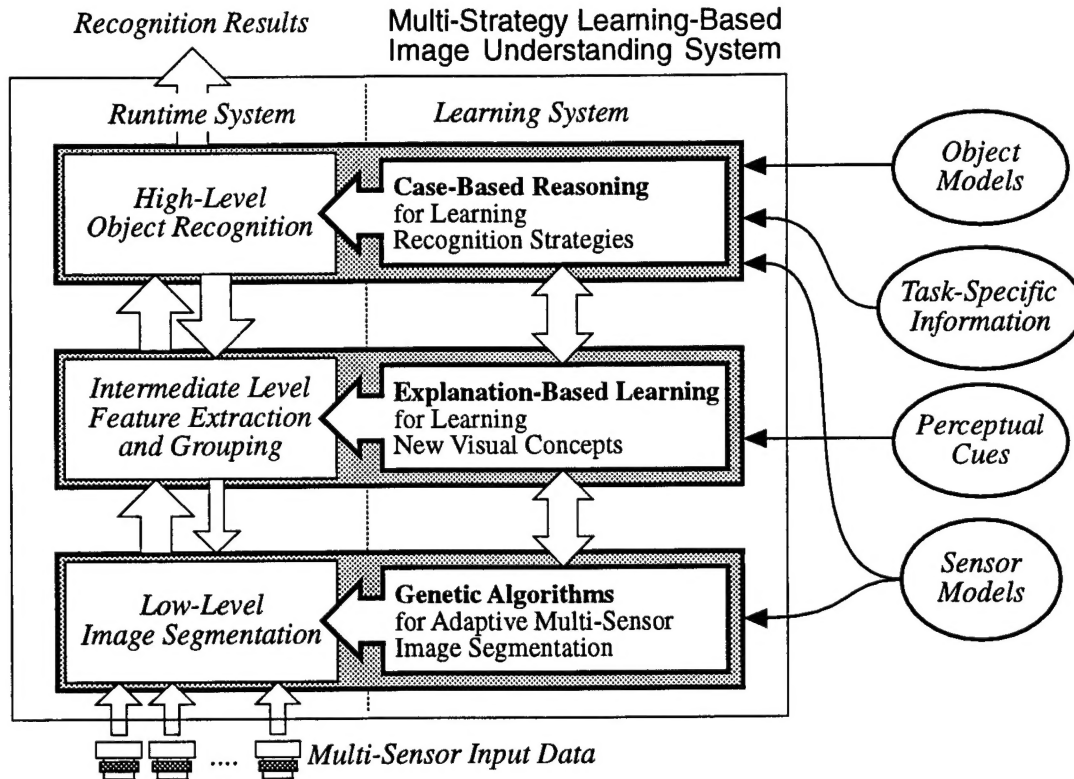 Recognition Results
Multi-Strategy Learning-Based
Image Understanding System
Runtime System
Learning System
High-Level
Object Recognition
Case-Based Reasoning
for Learning
Recognition Strategies
Object
Models
Task-Specific
Information
Intermediate Level
Feature Extraction
and Grouping
Explanation-Based Learning
for Learning
New Visual Concepts
Perceptual
Cues
Low-Level
Image Segmentation
Genetic Algorithms
for Adaptive Multi-Sensor
Image Segmentation
Sensor
Models
....
Multi-Sensor Input Data